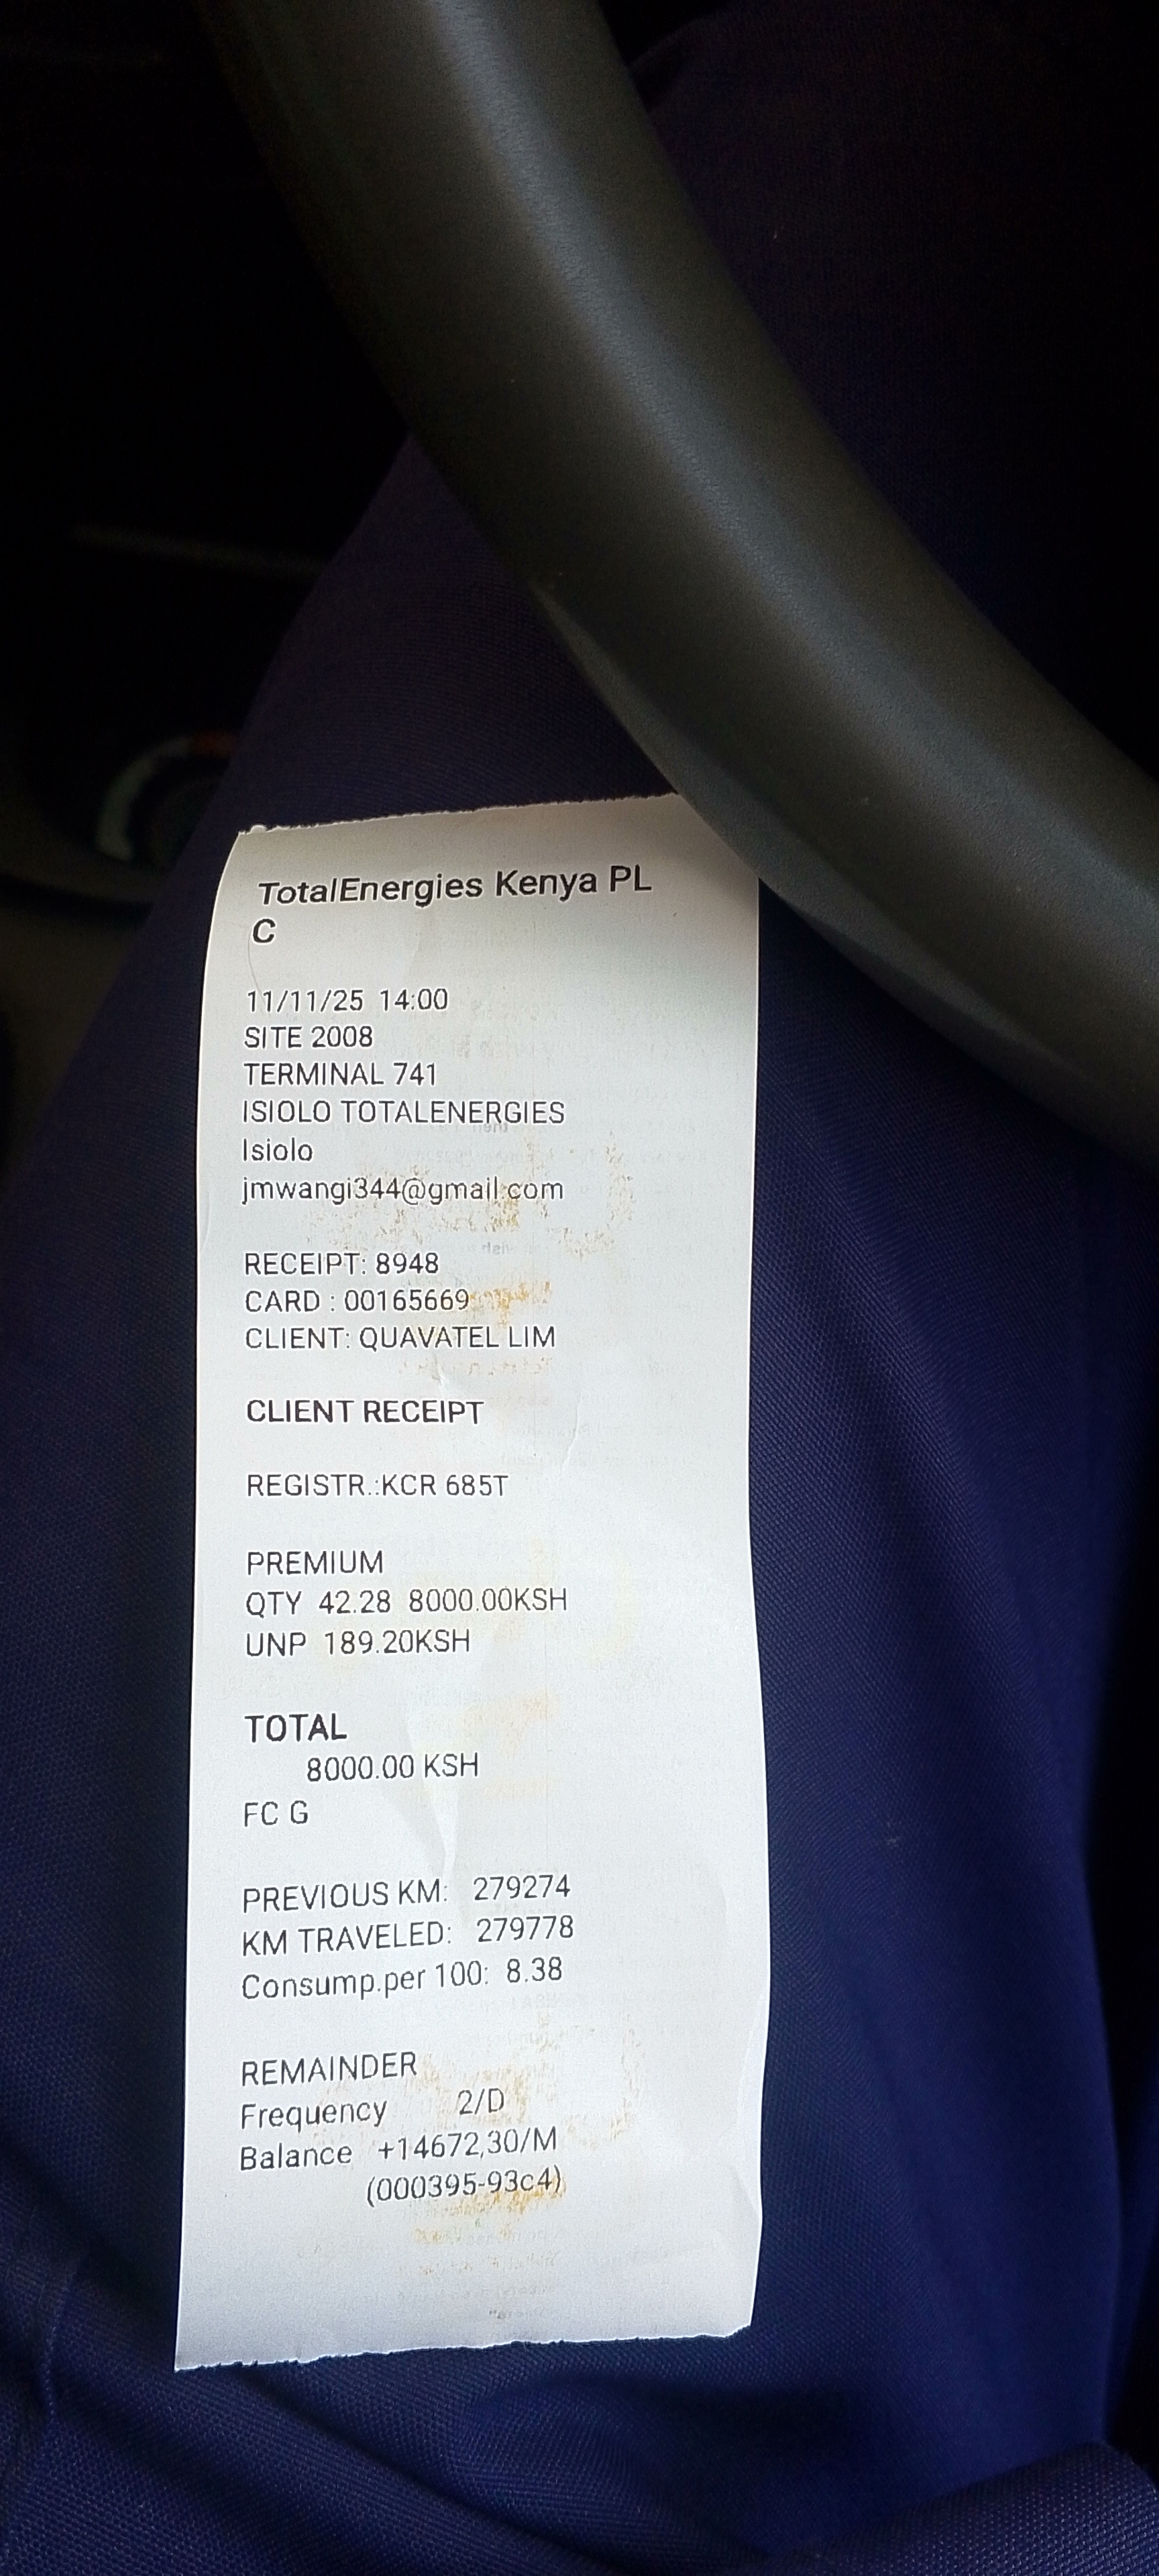 TotalEnergies Kenya PL
C
11/11/25 14:00
SITE 2008
TERMINAL 741
ISIOLO TOTALENERGIES
Isiolo
jmwangi344@gmail.com
RECEIPT: 8948
CARD : 00165669
CLIENT: QUAVATEL LIM
CLIENT RECEIPT
REGISTR.:KCR 685T
PREMIUM
QTY 42.28 8000.00KSH
UNP 189.20KSH
TOTAL
8000.00 KSH
FC G
PREVIOUS KM: 279274
KM TRAVELED: 279778
Consump.per 100: 8.38
REMAINDER
Frequency 2/D
Balance +14672,30/M
(000395-93c4)